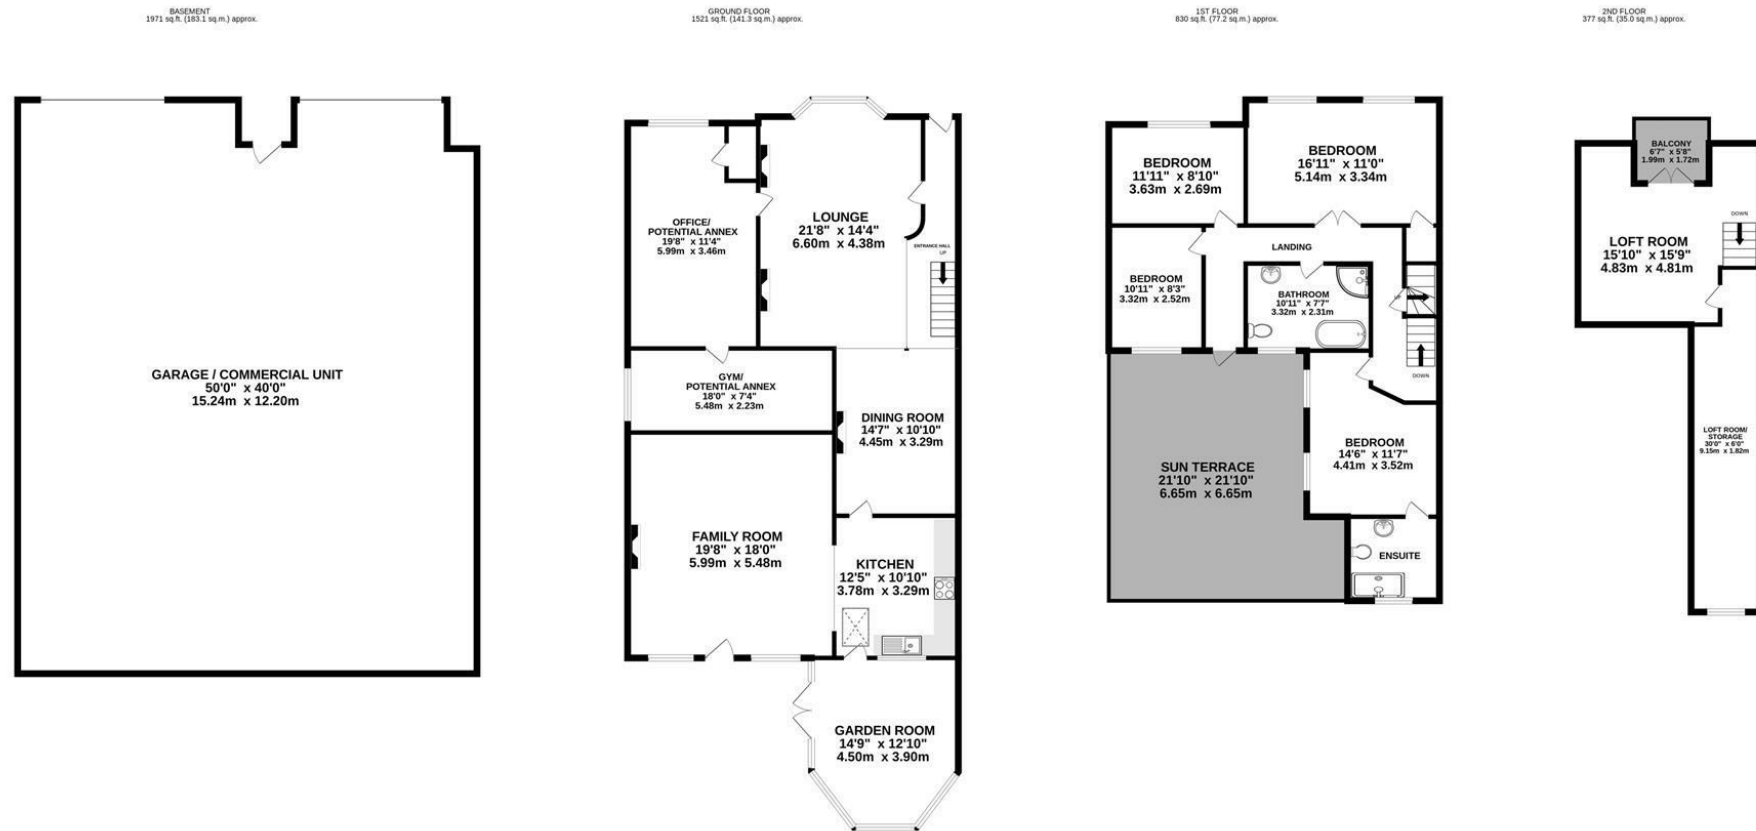 BASEMENT
1971 sq.ft. (183.1 sq.m.) approx.
GARAGE / COMMERCIAL UNIT
50'0" x 40'0"
15.24m x 12.20m
GROUND FLOOR
1521 sq.ft. (141.3 sq.m.) approx.
OFFICE/
POTENTIAL ANNEX
19'8" x 11'4"
5.99m x 3.46m
LOUNGE
21'8" x 14'4"
6.60m x 4.38m
ENTRANCE HALL
UP
GYM/
POTENTIAL ANNEX
18'0" x 7'4"
5.48m x 2.23m
DINING ROOM
14'7" x 10'10"
4.45m x 3.29m
FAMILY ROOM
19'8" x 18'0"
5.99m x 5.48m
KITCHEN
12'5" x 10'10"
3.78m x 3.29m
GARDEN ROOM
14'9" x 12'10"
4.50m x 3.90m
1ST FLOOR
830 sq.ft. (77.2 sq.m.) approx.
BEDROOM
11'11" x 8'10"
3.63m x 2.69m
BEDROOM
16'11" x 11'0"
5.14m x 3.34m
LANDING
BEDROOM
10'11" x 8'3"
3.32m x 2.52m
BATHROOM
10'11" x 7'7"
3.32m x 2.31m
UP
DOWN
SUN TERRACE
21'10" x 21'10"
6.65m x 6.65m
BEDROOM
14'6" x 11'7"
4.41m x 3.52m
ENSUITE
2ND FLOOR
377 sq.ft. (35.0 sq.m.) approx.
BALCONY
6'7" x 5'8"
1.99m x 1.72m
DOWN
LOFT ROOM
15'10" x 15'9"
4.83m x 4.81m
LOFT ROOM/
STORAGE
30'0" x 6'0"
9.15m x 1.82m